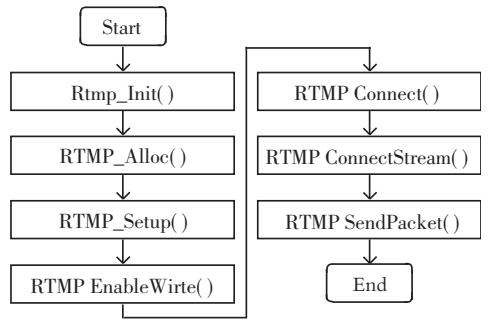 Start
Rtmp_Init( )
RTMP_Alloc( )
RTMP_Setup( )
RTMP EnableWirte( )
RTMP Connect( )
RTMP ConnectStream( )
RTMP SendPacket( )
End